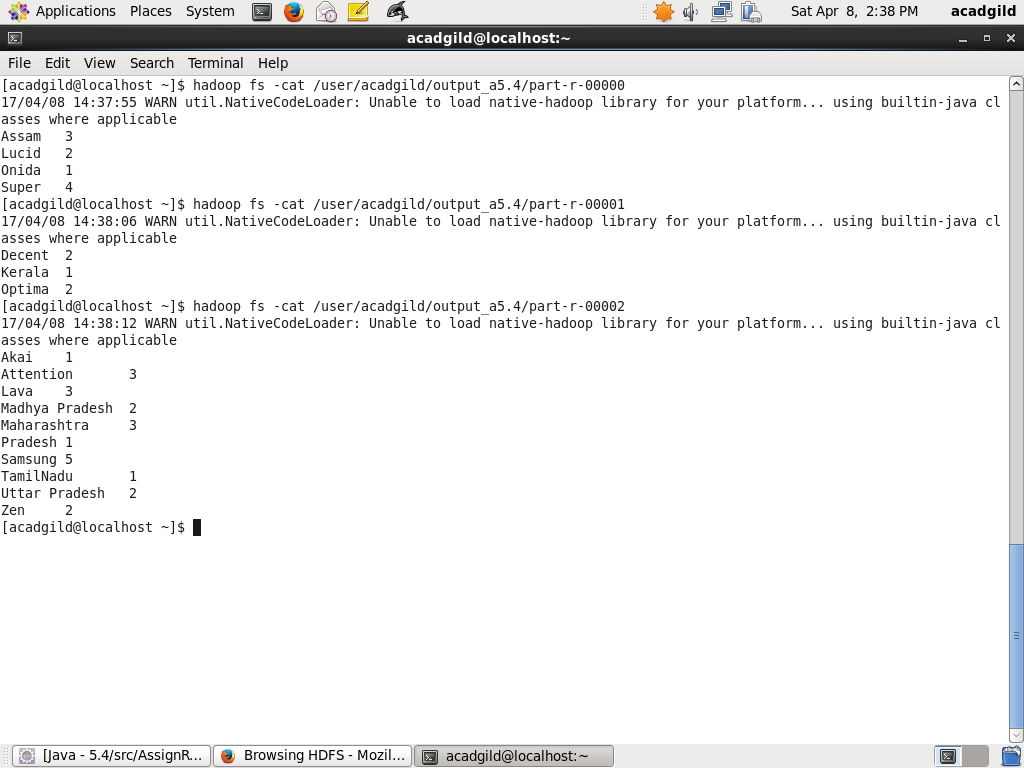 Applications Places System Sat Apr 8, 2:38 PM acadgild
acadgild@localhost:~
File Edit View Search Terminal Help
[acadgild@localhost ~]$ hadoop fs -cat /user/acadgild/output_a5.4/part-r-00000
17/04/08 14:37:55 WARN util.NativeCodeLoader: Unable to load native-hadoop library for your platform... using builtin-java cl
asses where applicable
Assam   3
Lucid   2
Onida   1
Super   4
[acadgild@localhost ~]$ hadoop fs -cat /user/acadgild/output_a5.4/part-r-00001
17/04/08 14:38:06 WARN util.NativeCodeLoader: Unable to load native-hadoop library for your platform... using builtin-java cl
asses where applicable
Decent  2
Kerala  1
Optima  2
[acadgild@localhost ~]$ hadoop fs -cat /user/acadgild/output_a5.4/part-r-00002
17/04/08 14:38:12 WARN util.NativeCodeLoader: Unable to load native-hadoop library for your platform... using builtin-java cl
asses where applicable
Akai    1
Attention       3
Lava    3
Madhya Pradesh  2
Maharashtra     3
Pradesh 1
Samsung 5
TamilNadu       1
Uttar Pradesh   2
Zen     2
[acadgild@localhost ~]$
[Java - 5.4/src/AssignR... Browsing HDFS - Mozil... acadgild@localhost:~